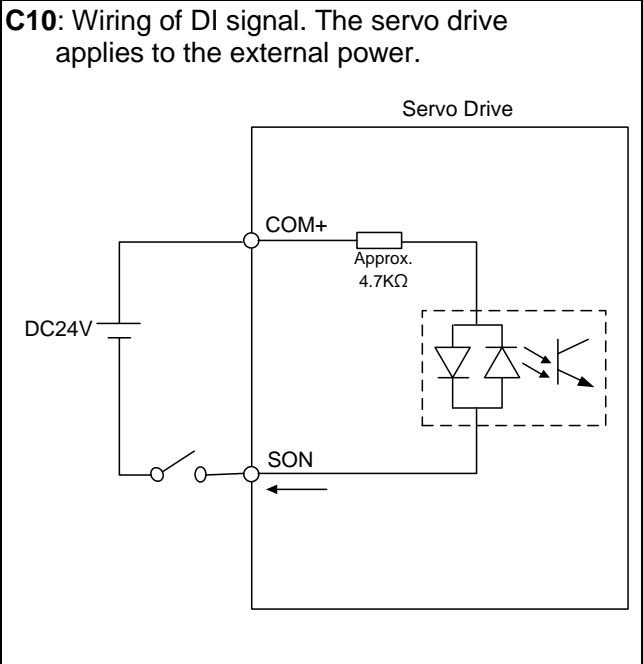 C10: Wiring of DI signal. The servo drive
applies to the external power.
Servo Drive
COM+
Approx.
4.7KΩ
DC24V
SON